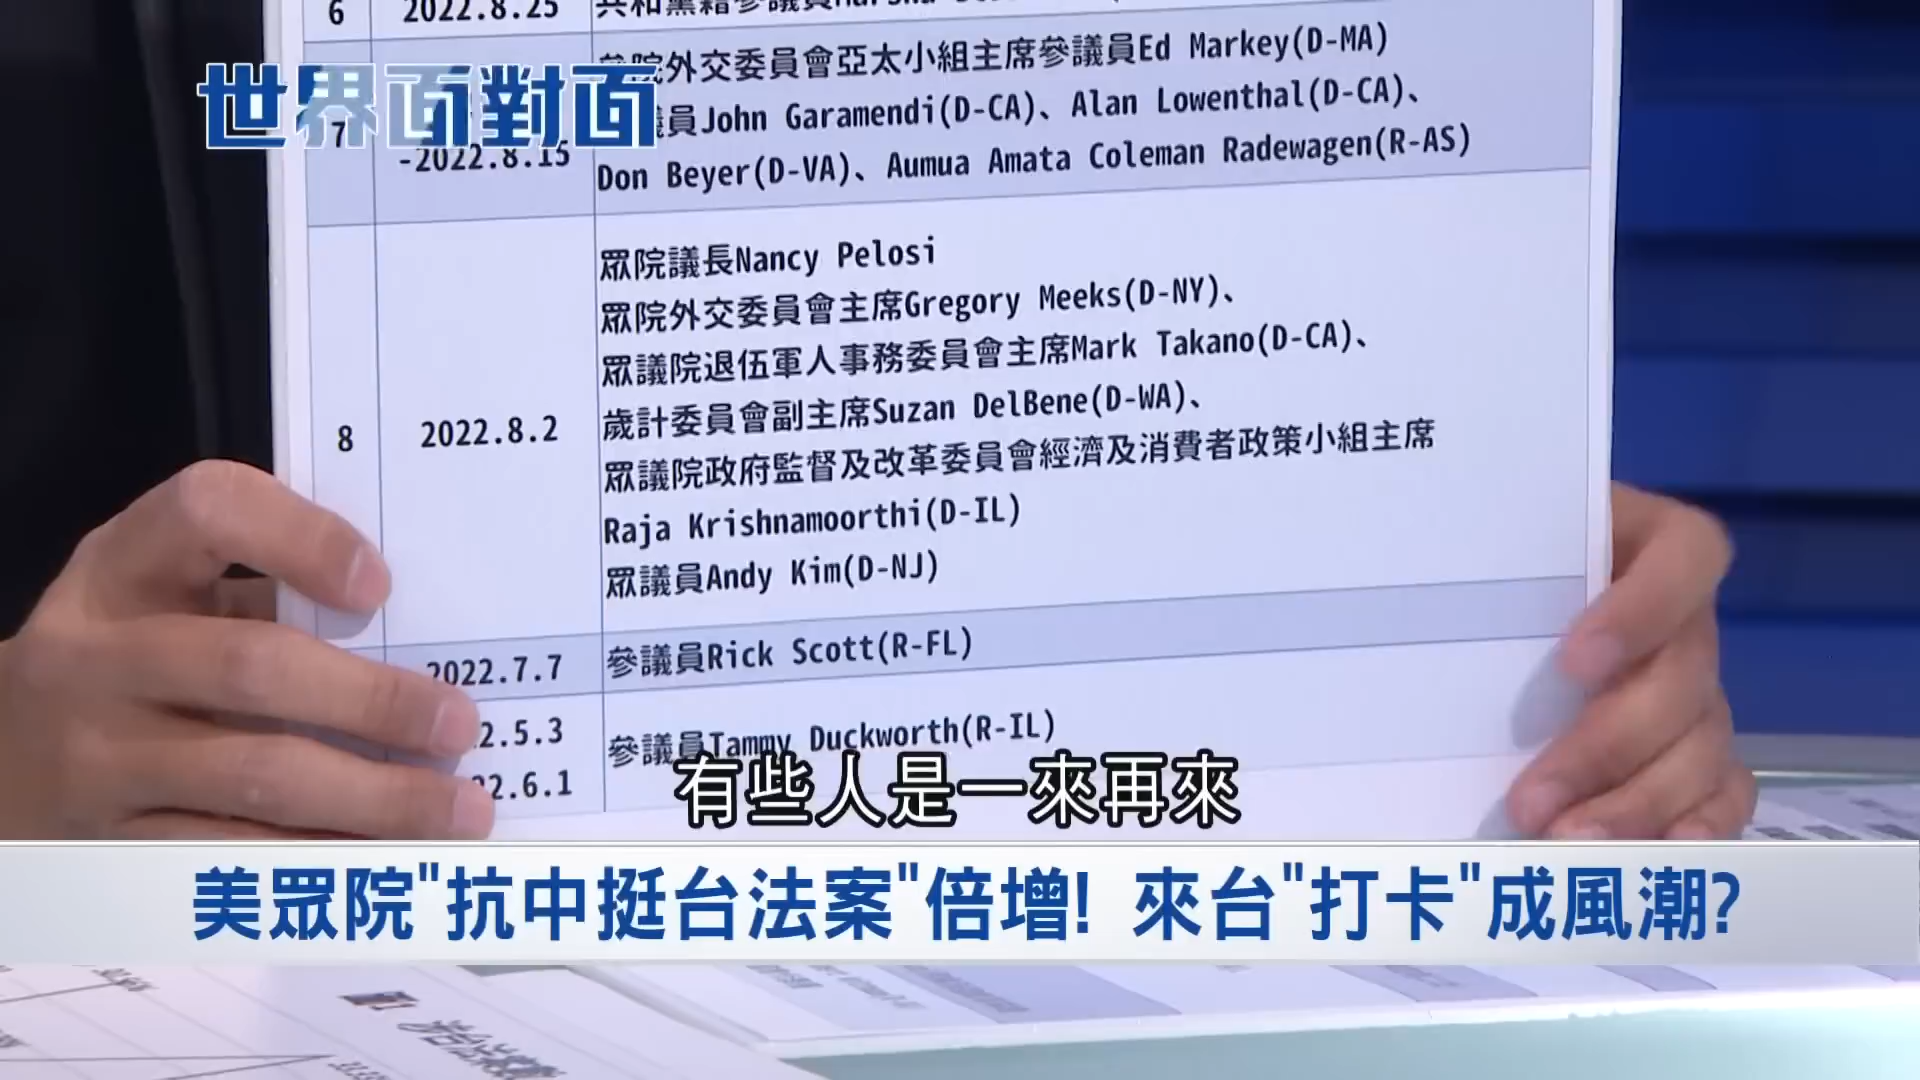 6 2022.8.25 共和黨籍參議員
參院外交委員會亞太小組主席參議員Ed Markey(D-MA)
世界面對面
7
議員John Garamendi(D-CA)、Alan Lowenthal(D-CA)、
-2022.8.15
Don Beyer(D-VA)、Aumua Amata Coleman Radewagen(R-AS)
8
2022.8.2
眾院議長Nancy Pelosi
眾院外交委員會主席Gregory Meeks(D-NY)、
眾議院退伍軍人事務委員會主席Mark Takano(D-CA)、
歲計委員會副主席Suzan DelBene(D-WA)、
眾議院政府監督及改革委員會經濟及消費者政策小組主席
Raja Krishnamoorthi(D-IL)
眾議員Andy Kim(D-NJ)
2022.7.7 參議員Rick Scott(R-FL)
2.5.3
22.6.1
參議員Tammy Duckworth(R-IL)
有些人是一來再來
美眾院"抗中挺台法案"倍增! 來台"打卡"成風潮?